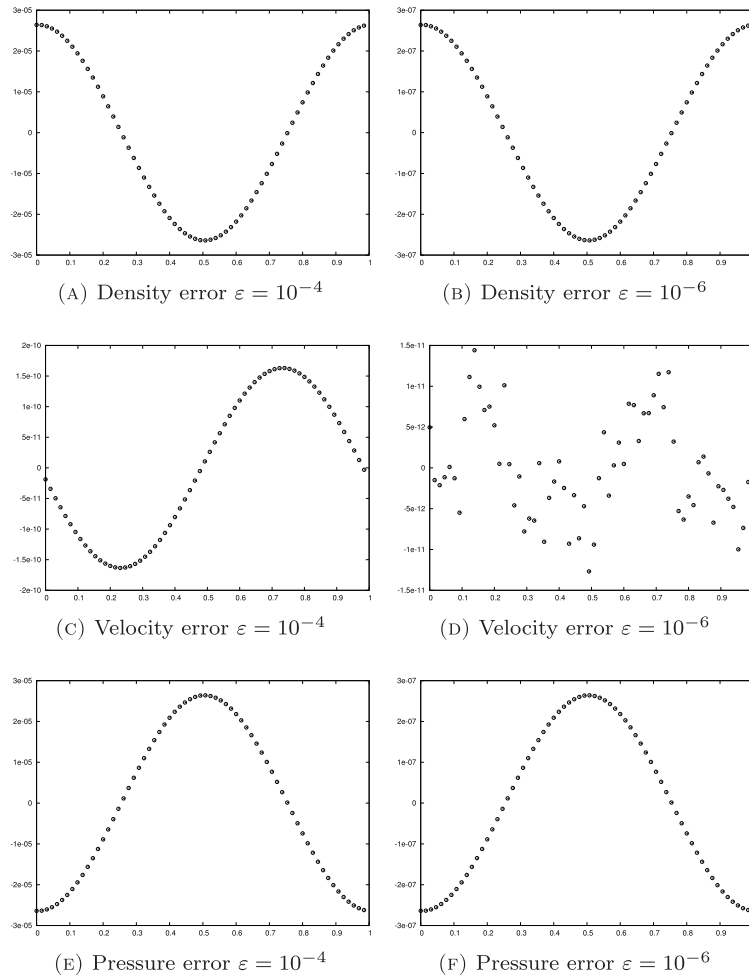 3e-05
2e-05
1e-05
0
-1e-05
-2e-05
-3e-05
0 0.1 0.2 0.3 0.4 0.5 0.6 0.7 0.8 0.9 1
(A) Density error ε = 10⁻⁴
3e-07
2e-07
1e-07
0
-1e-07
-2e-07
-3e-07
0 0.1 0.2 0.3 0.4 0.5 0.6 0.7 0.8 0.9
(B) Density error ε = 10⁻⁶
2e-10
1.5e-10
1e-10
5e-11
0
-5e-11
-1e-10
-1.5e-10
-2e-10
0 0.1 0.2 0.3 0.4 0.5 0.6 0.7 0.8 0.9 1
(C) Velocity error ε = 10⁻⁴
1.5e-11
1e-11
5e-12
0
-5e-12
-1e-11
-1.5e-11
0 0.1 0.2 0.3 0.4 0.5 0.6 0.7 0.8 0.9
(D) Velocity error ε = 10⁻⁶
3e-05
2e-05
1e-05
0
-1e-05
-2e-05
-3e-05
0 0.1 0.2 0.3 0.4 0.5 0.6 0.7 0.8 0.9 1
(E) Pressure error ε = 10⁻⁴
3e-07
2e-07
1e-07
0
-1e-07
-2e-07
-3e-07
0 0.1 0.2 0.3 0.4 0.5 0.6 0.7 0.8 0.9
(F) Pressure error ε = 10⁻⁶